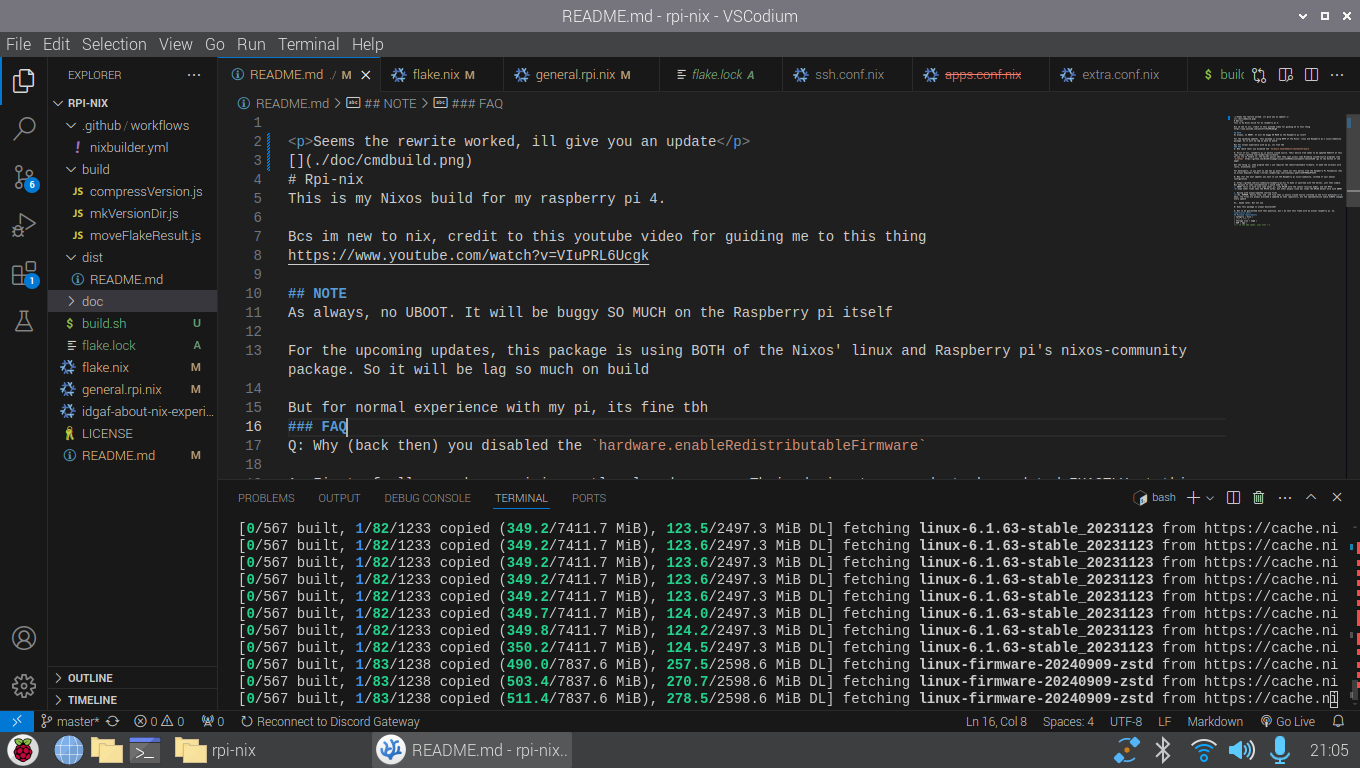 README.md - rpi-nix - VSCodium
File Edit Selection View Go Run Terminal Help
EXPLORER
RPI-NIX
.github / workflows
nixbuilder.yml
build
JS compressVersion.js
JS mkVersionDir.js
JS moveFlakeResult.js
dist
README.md
doc
$ build.sh U
flake.lock A
flake.nix M
general.rpi.nix M
idgaf-about-nix-experi...
LICENSE
README.md M
OUTLINE
TIMELINE
6
1
README.md ./ M
flake.nix M
general.rpi.nix M
flake.lock A
ssh.conf.nix
apps.conf.nix
extra.conf.nix
$ builc
README.md > ## NOTE > ### FAQ
1
2 <p>Seems the rewrite worked, ill give you an update</p>
3 [](./doc/cmdbuild.png)
4 # Rpi-nix
5 This is my Nixos build for my raspberry pi 4.
6
7 Bcs im new to nix, credit to this youtube video for guiding me to this thing
8 https://www.youtube.com/watch?v=VIuPRL6Ucgk
9
10 ## NOTE
11 As always, no UBOOT. It will be buggy SO MUCH on the Raspberry pi itself
12
13 For the upcoming updates, this package is using BOTH of the Nixos' linux and Raspberry pi's nixos-community
package. So it will be lag so much on build
14
15 But for normal experience with my pi, its fine tbh
16 ### FAQ
17 Q: Why (back then) you disabled the `hardware.enableRedistributableFirmware`
18
PROBLEMS OUTPUT DEBUG CONSOLE TERMINAL PORTS
bash
[0/567 built, 1/82/1233 copied (349.2/7411.7 MiB), 123.5/2497.3 MiB DL] fetching linux-6.1.63-stable_20231123 from https://cache.ni
[0/567 built, 1/82/1233 copied (349.2/7411.7 MiB), 123.6/2497.3 MiB DL] fetching linux-6.1.63-stable_20231123 from https://cache.ni
[0/567 built, 1/82/1233 copied (349.2/7411.7 MiB), 123.6/2497.3 MiB DL] fetching linux-6.1.63-stable_20231123 from https://cache.ni
[0/567 built, 1/82/1233 copied (349.2/7411.7 MiB), 123.6/2497.3 MiB DL] fetching linux-6.1.63-stable_20231123 from https://cache.ni
[0/567 built, 1/82/1233 copied (349.2/7411.7 MiB), 123.6/2497.3 MiB DL] fetching linux-6.1.63-stable_20231123 from https://cache.ni
[0/567 built, 1/82/1233 copied (349.7/7411.7 MiB), 124.0/2497.3 MiB DL] fetching linux-6.1.63-stable_20231123 from https://cache.ni
[0/567 built, 1/82/1233 copied (349.8/7411.7 MiB), 124.2/2497.3 MiB DL] fetching linux-6.1.63-stable_20231123 from https://cache.ni
[0/567 built, 1/82/1233 copied (350.2/7411.7 MiB), 124.5/2497.3 MiB DL] fetching linux-6.1.63-stable_20231123 from https://cache.ni
[0/567 built, 1/83/1238 copied (490.0/7837.6 MiB), 257.5/2598.6 MiB DL] fetching linux-firmware-20240909-zstd from https://cache.ni
[0/567 built, 1/83/1238 copied (503.4/7837.6 MiB), 270.7/2598.6 MiB DL] fetching linux-firmware-20240909-zstd from https://cache.ni
[0/567 built, 1/83/1238 copied (511.4/7837.6 MiB), 278.5/2598.6 MiB DL] fetching linux-firmware-20240909-zstd from https://cache.ni
master* 0 0 0 Reconnect to Discord Gateway
Ln 16, Col 8 Spaces: 4 UTF-8 LF Markdown Go Live
rpi-nix
README.md - rpi-nix..
21:05